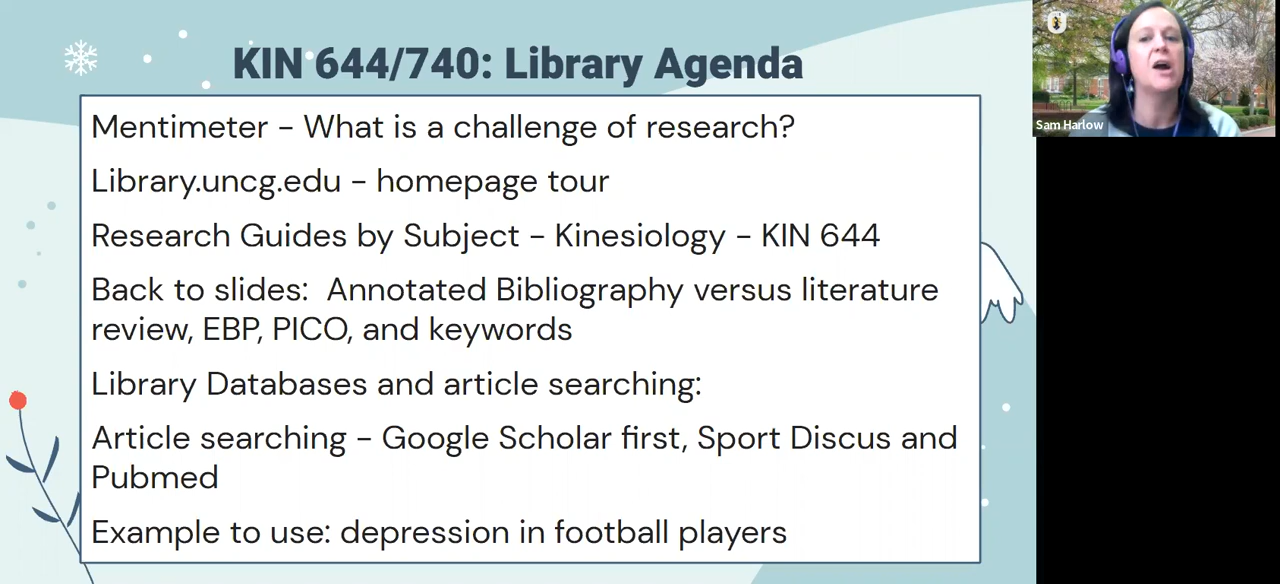 KIN 644/740: Library Agenda
Mentimeter - What is a challenge of research?
Library.uncg.edu - homepage tour
Research Guides by Subject - Kinesiology - KIN 644
Back to slides:  Annotated Bibliography versus literature
review, EBP, PICO, and keywords
Library Databases and article searching:
Article searching - Google Scholar first, Sport Discus and
Pubmed
Example to use: depression in football players
Sam Harlow